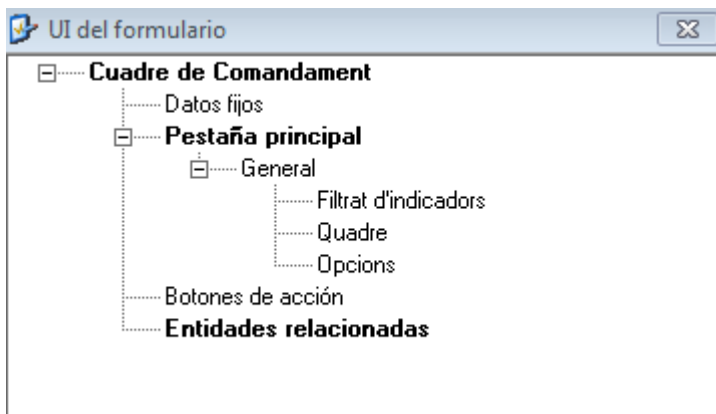 UI del formulario
Cuadre de Comandament
Datos fijos
Pestaña principal
General
Filtrat d'indicadors
Quadre
Opcions
Botones de acción
Entidades relacionadas